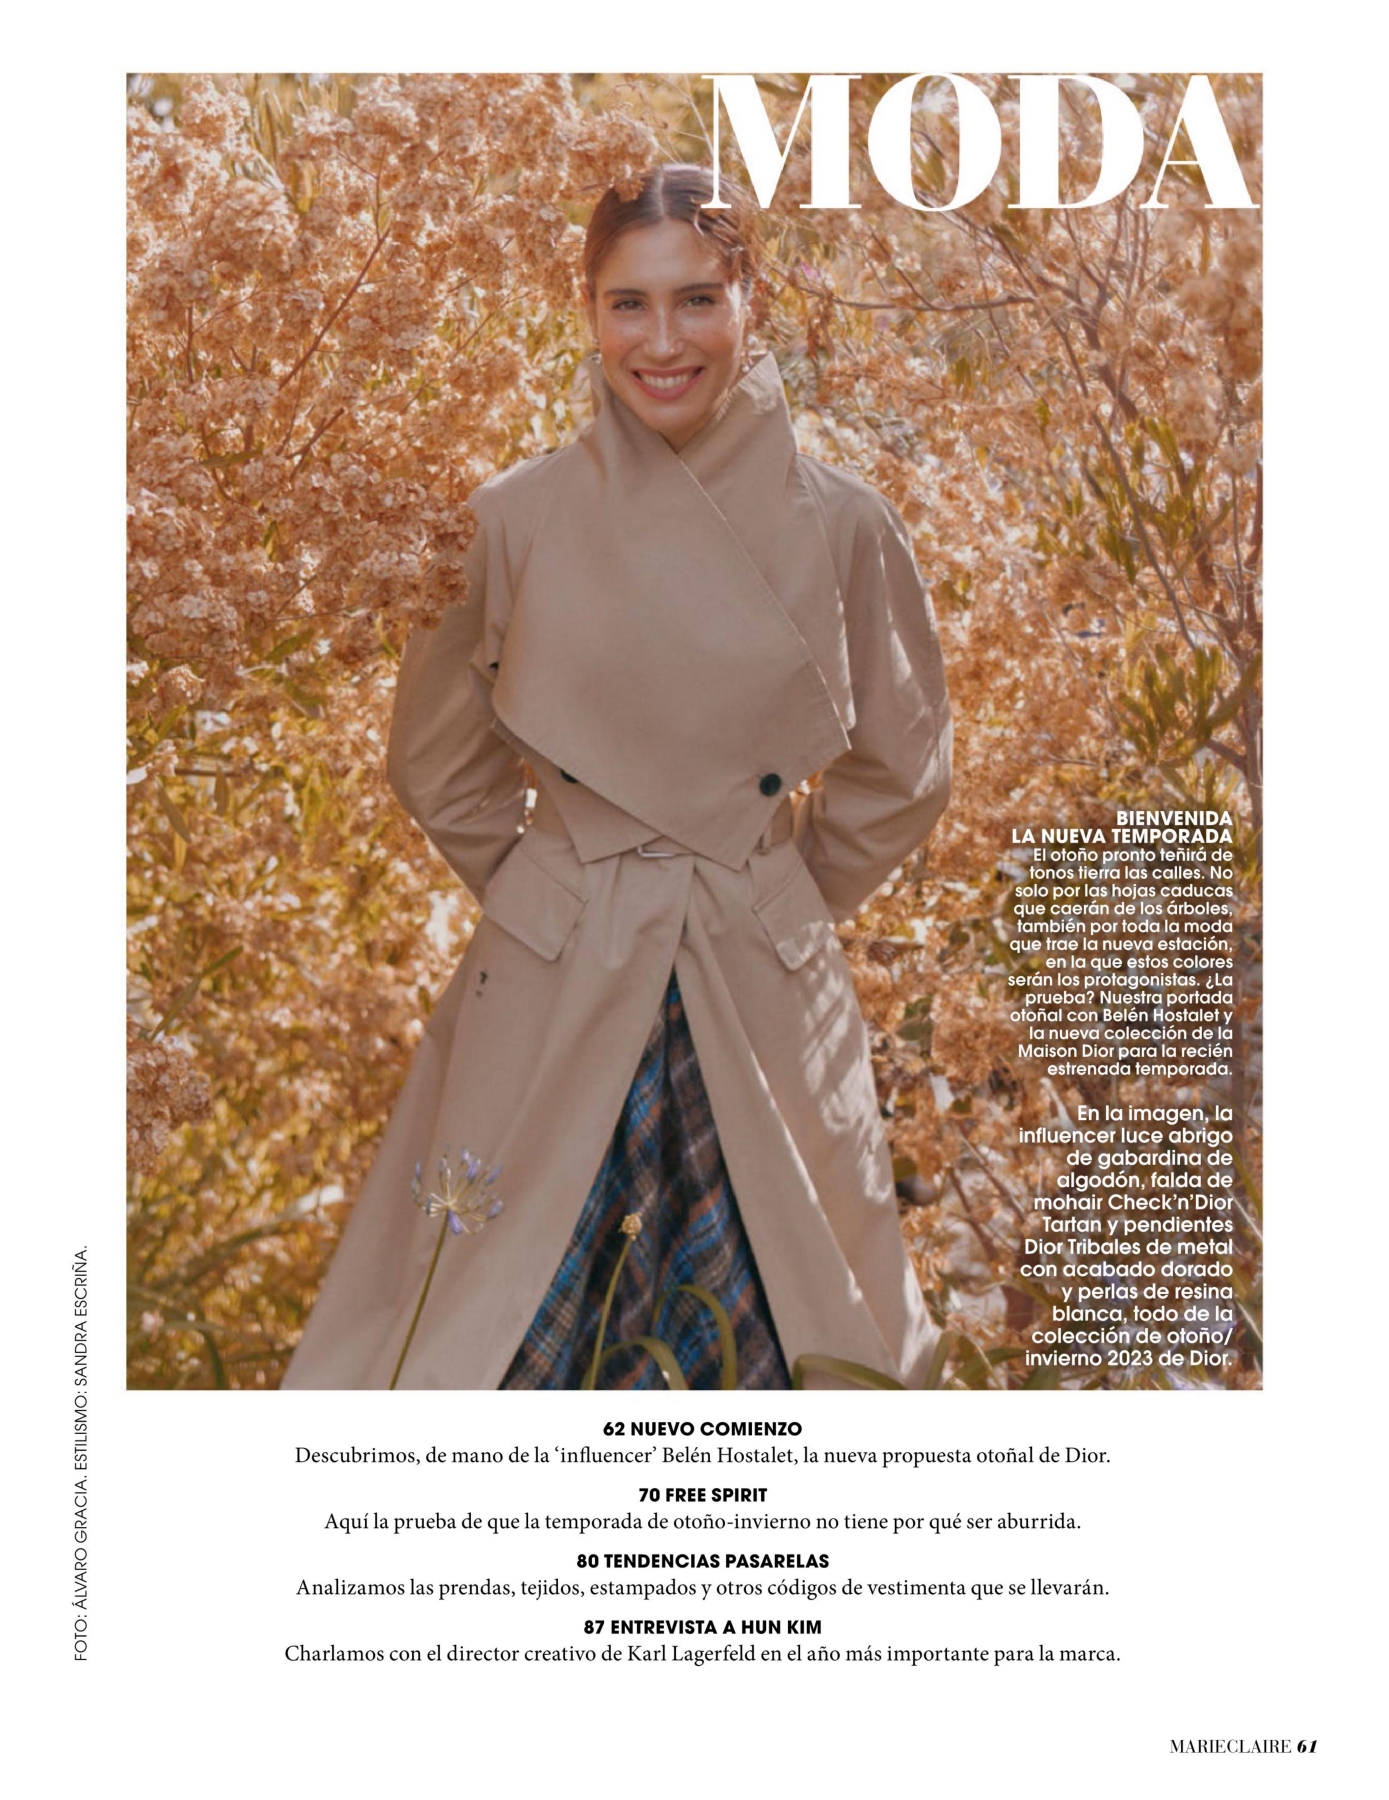 MODA
BIENVENIDA
LA NUEVA TEMPORADA
El otoño pronto teñirá de
tonos tierra las calles. No
solo por las hojas caducas
que caerán de los árboles,
también por toda la moda
que trae la nueva estación,
en la que estos colores
serán los protagonistas. ¿La
prueba? Nuestra portada
otoñal con Belén Hostalet y
la nueva colección de la
Maison Dior para la recién
estrenada temporada.
En la imagen, la
influencer luce abrigo
de gabardina de
algodón, falda de
mohair Check’n’Dior
Tartan y pendientes
Dior Tribales de metal
con acabado dorado
y perlas de resina
blanca, todo de la
colección de otoño/
invierno 2023 de Dior.
FOTO: ÁLVARO GRACIA. ESTILISMO: SANDRA ESCRIÑA.
62 NUEVO COMIENZO
Descubrimos, de mano de la ‘influencer’ Belén Hostalet, la nueva propuesta otoñal de Dior.
70 FREE SPIRIT
Aquí la prueba de que la temporada de otoño-invierno no tiene por qué ser aburrida.
80 TENDENCIAS PASARELAS
Analizamos las prendas, tejidos, estampados y otros códigos de vestimenta que se llevarán.
87 ENTREVISTA A HUN KIM
Charlamos con el director creativo de Karl Lagerfeld en el año más importante para la marca.
MARIECLAIRE 61